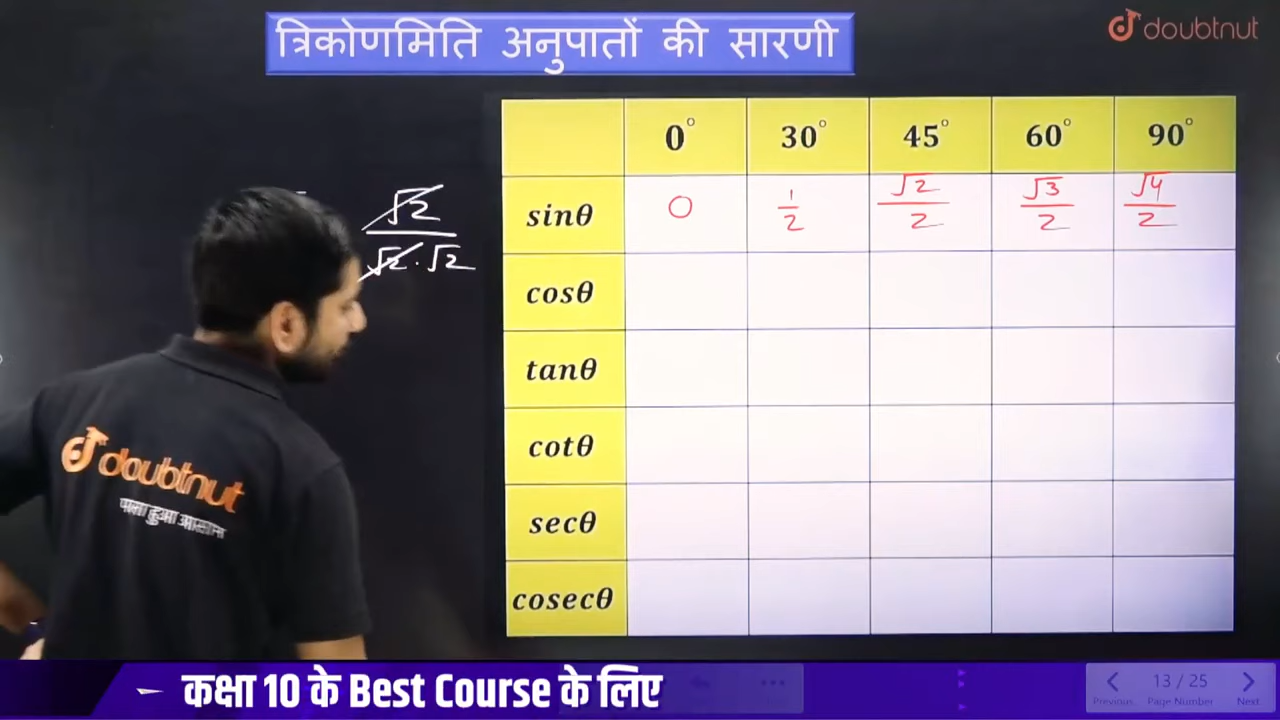 त्रिकोणमिति अनुपातों की सारणी
doubtnut
0° 30° 45° 60° 90°
sinθ 0 1/2 √2/2 √3/2 √4/2
√2/√2·√2
cosθ
tanθ
cotθ
doubtnut
पढ़ना हुआ आसान
secθ
cosecθ
कक्षा 10 के Best Course के लिए
13 / 25
Previous Page Number Next